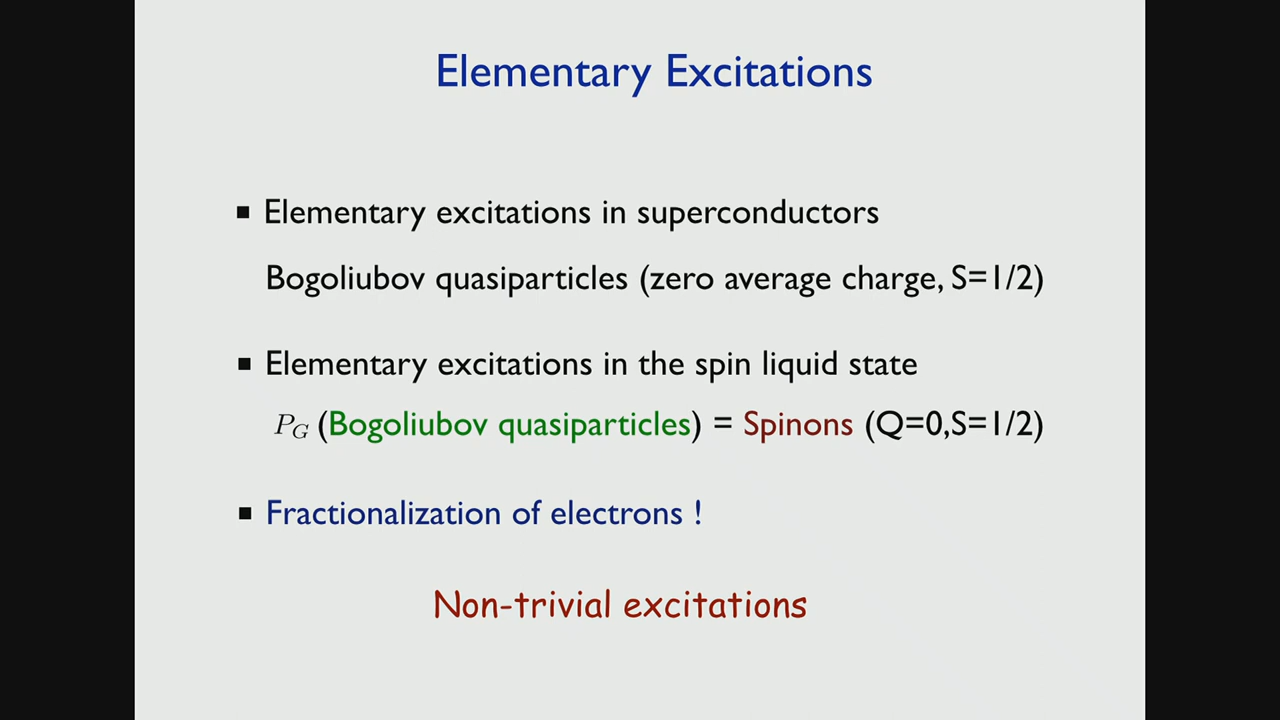 Elementary Excitations
▪ Elementary excitations in superconductors
Bogoliubov quasiparticles (zero average charge, S=1/2)
▪ Elementary excitations in the spin liquid state
P_G (Bogoliubov quasiparticles) = Spinons (Q=0,S=1/2)
▪ Fractionalization of electrons !
Non-trivial excitations